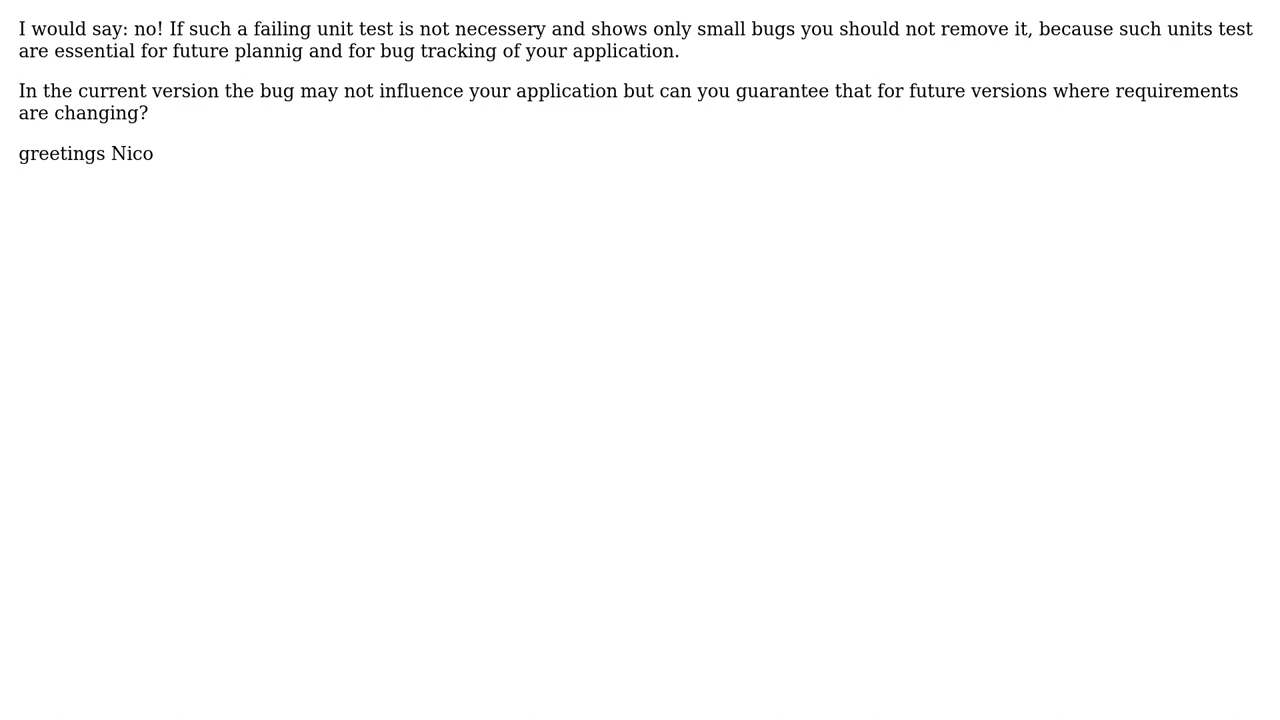 I would say: no! If such a failing unit test is not necessery and shows only small bugs you should not remove it, because such units test
are essential for future plannig and for bug tracking of your application.
In the current version the bug may not influence your application but can you guarantee that for future versions where requirements
are changing?
greetings Nico